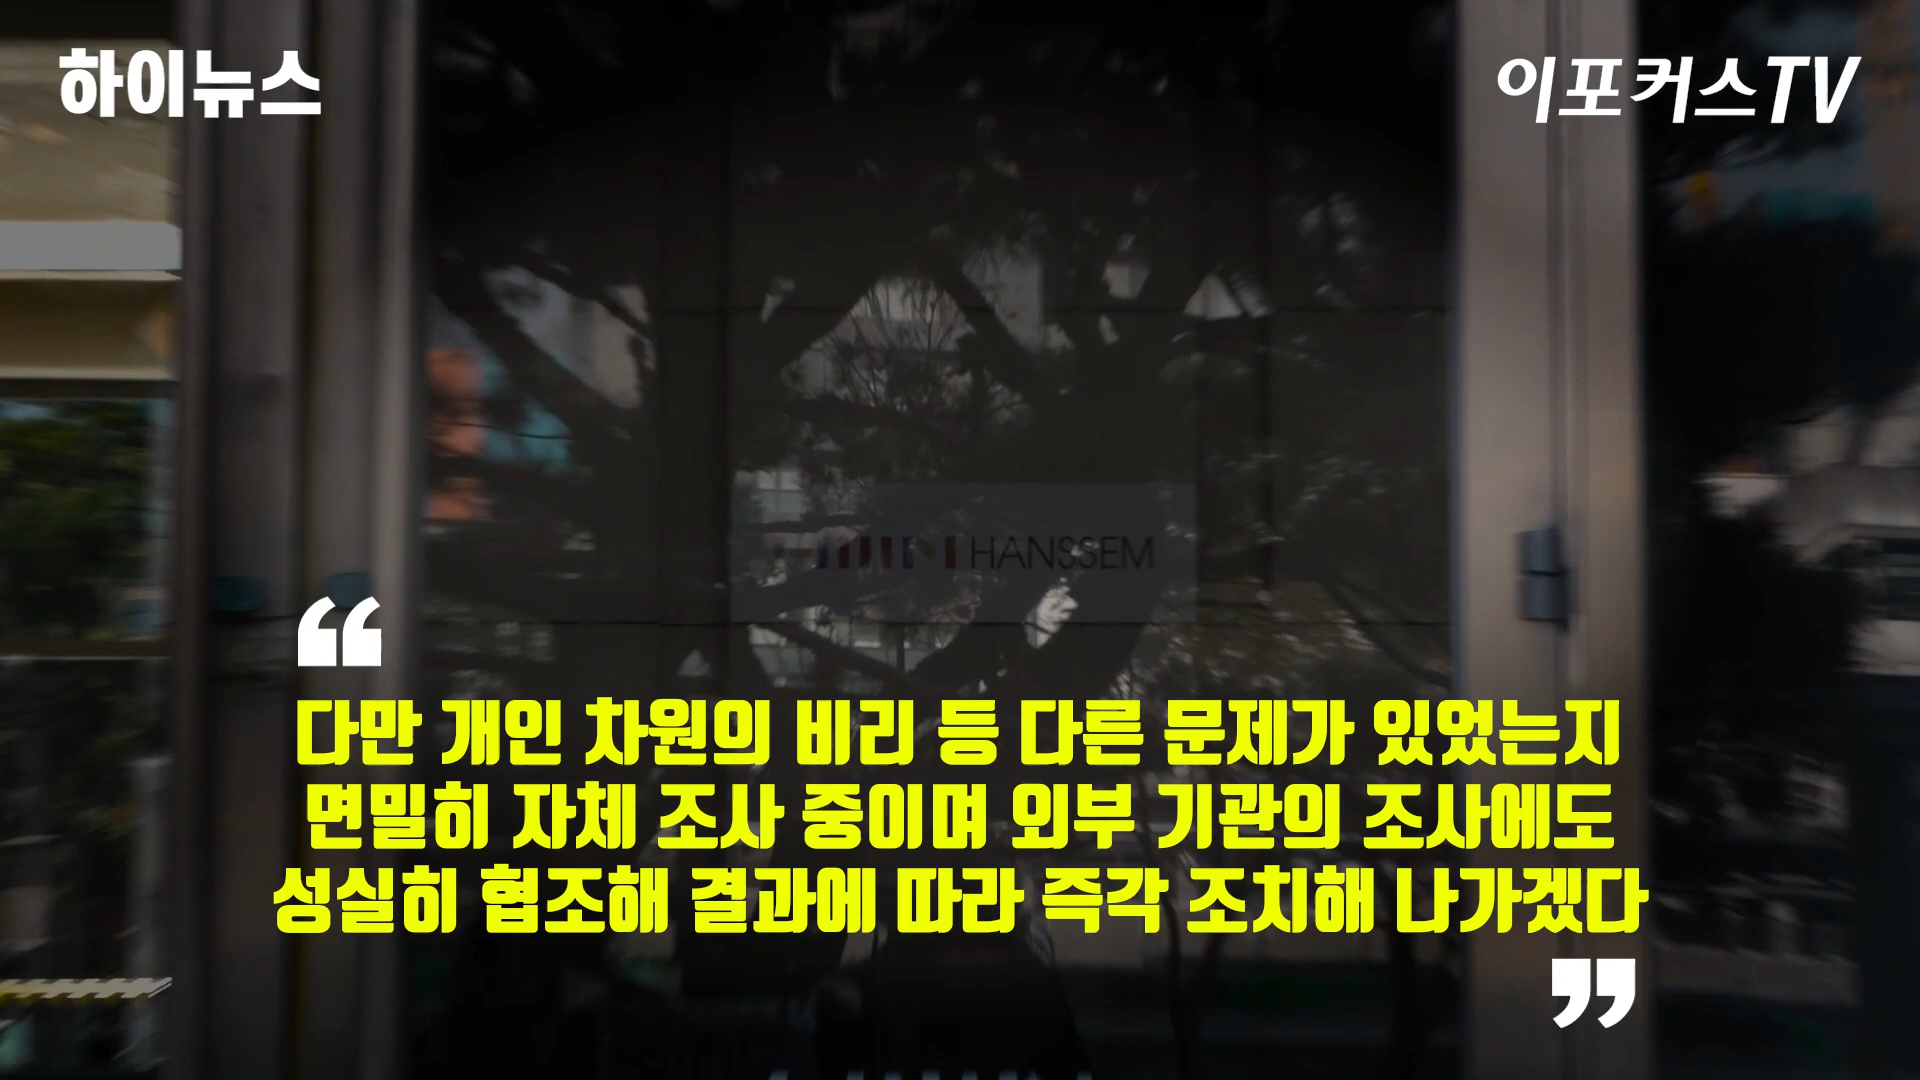 하이뉴스
이포커스TV
HANSSEM
“
다만 개인 차원의 비리 등 다른 문제가 있었는지
면밀히 자체 조사 중이며 외부 기관의 조사에도
성실히 협조해 결과에 따라 즉각 조치해 나가겠다
”